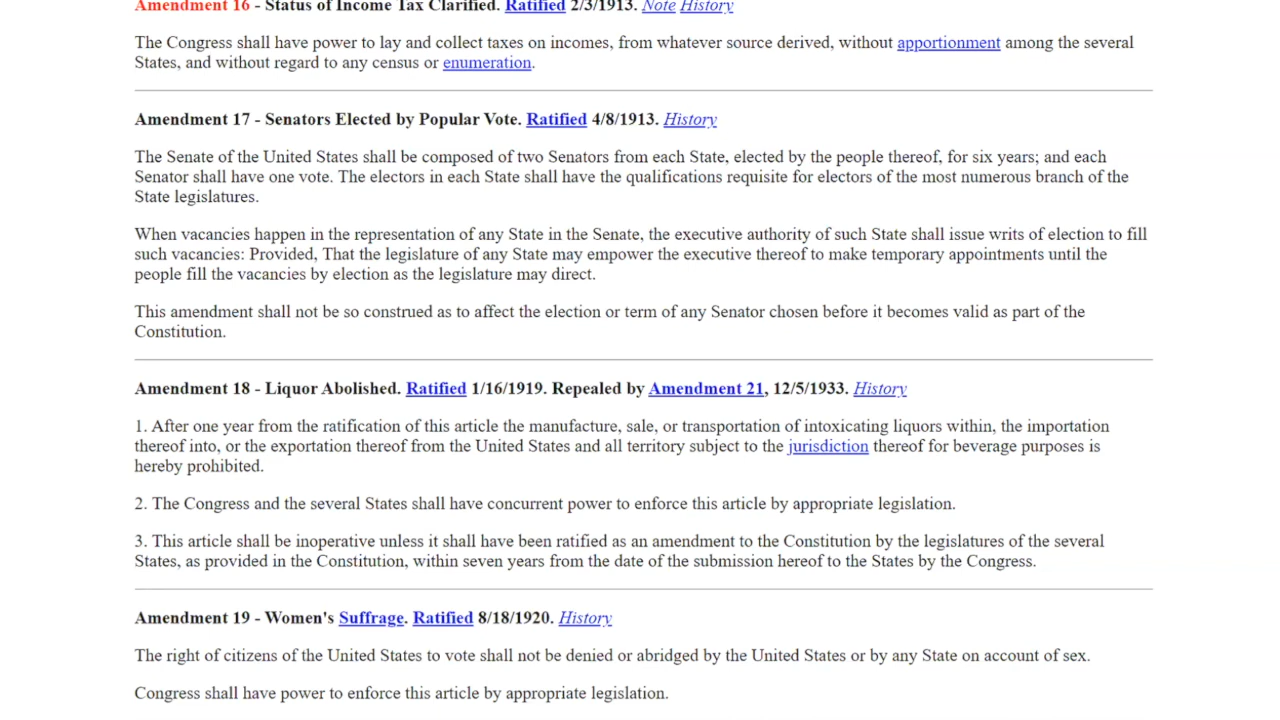 Amendment 16 - Status of Income Tax Clarified. Ratified 2/3/1913. Note History
The Congress shall have power to lay and collect taxes on incomes, from whatever source derived, without apportionment among the several
States, and without regard to any census or enumeration.
Amendment 17 - Senators Elected by Popular Vote. Ratified 4/8/1913. History
The Senate of the United States shall be composed of two Senators from each State, elected by the people thereof, for six years; and each
Senator shall have one vote. The electors in each State shall have the qualifications requisite for electors of the most numerous branch of the
State legislatures.
When vacancies happen in the representation of any State in the Senate, the executive authority of such State shall issue writs of election to fill
such vacancies: Provided, That the legislature of any State may empower the executive thereof to make temporary appointments until the
people fill the vacancies by election as the legislature may direct.
This amendment shall not be so construed as to affect the election or term of any Senator chosen before it becomes valid as part of the
Constitution.
Amendment 18 - Liquor Abolished. Ratified 1/16/1919. Repealed by Amendment 21, 12/5/1933. History
1. After one year from the ratification of this article the manufacture, sale, or transportation of intoxicating liquors within, the importation
thereof into, or the exportation thereof from the United States and all territory subject to the jurisdiction thereof for beverage purposes is
hereby prohibited.
2. The Congress and the several States shall have concurrent power to enforce this article by appropriate legislation.
3. This article shall be inoperative unless it shall have been ratified as an amendment to the Constitution by the legislatures of the several
States, as provided in the Constitution, within seven years from the date of the submission hereof to the States by the Congress.
Amendment 19 - Women's Suffrage. Ratified 8/18/1920. History
The right of citizens of the United States to vote shall not be denied or abridged by the United States or by any State on account of sex.
Congress shall have power to enforce this article by appropriate legislation.